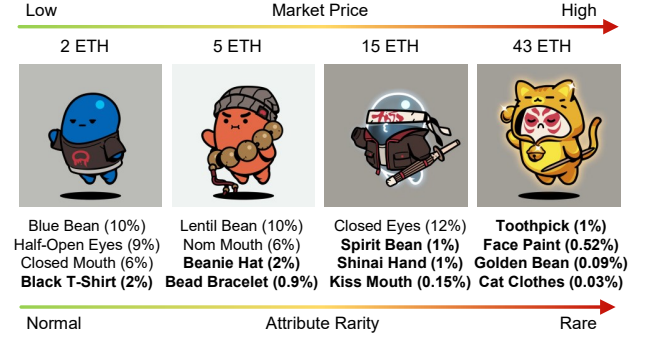 Low Market Price High
2 ETH 5 ETH 15 ETH 43 ETH
Blue Bean (10%) Lentil Bean (10%) Closed Eyes (12%) Toothpick (1%)
Half-Open Eyes (9%) Nom Mouth (6%) Spirit Bean (1%) Face Paint (0.52%)
Closed Mouth (6%) Beanie Hat (2%) Shinai Hand (1%) Golden Bean (0.09%)
Black T-Shirt (2%) Bead Bracelet (0.9%) Kiss Mouth (0.15%) Cat Clothes (0.03%)
Normal Attribute Rarity Rare